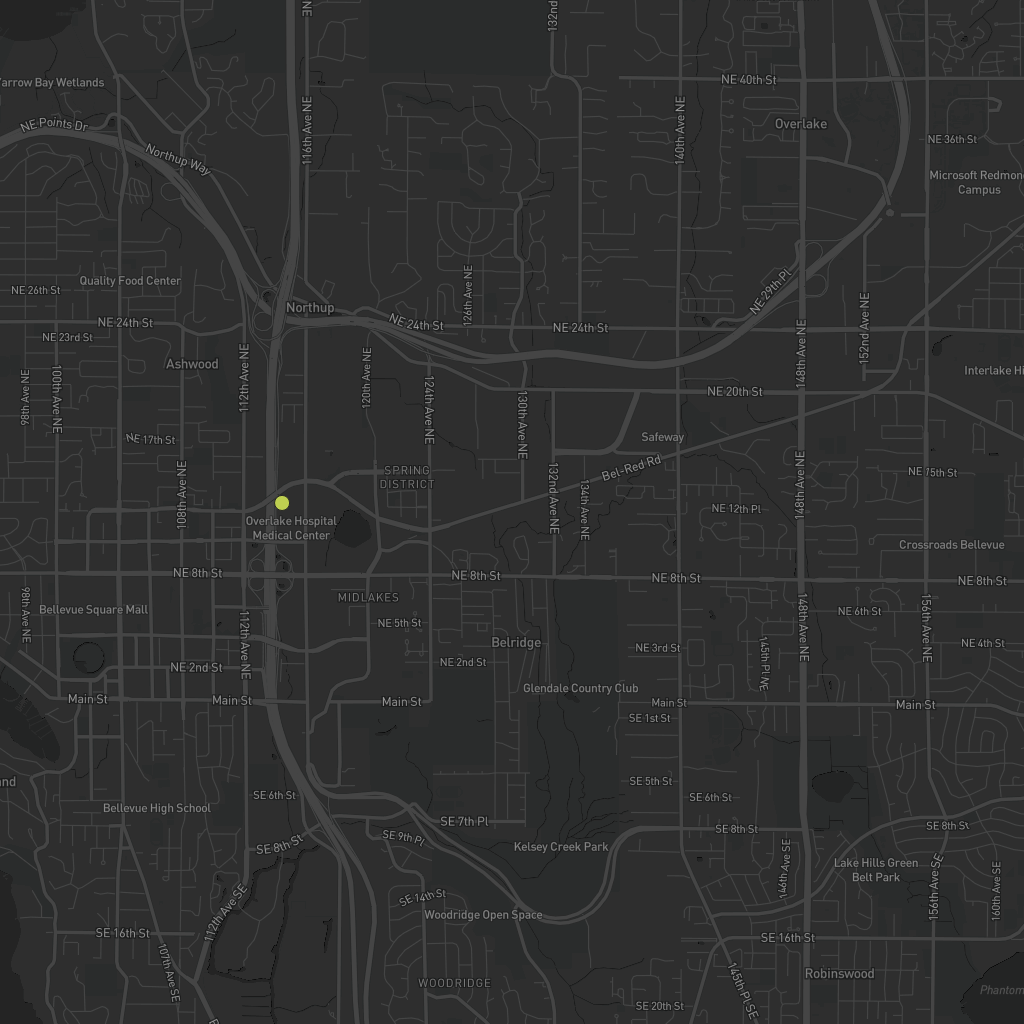 132nd
NE
NE 40th St
Yarrow Bay Wetlands
NE Points Dr
116th Ave NE
140th Ave NE
Overlake
NE 36th St
Northup Way
Microsoft Redmond
Campus
Quality Food Center
NE 26th St
126th Ave NE
NE 29th Pl
Northup
NE 24th St
NE 24th St
NE 24th St
NE 23rd St
152nd Ave NE
148th Ave NE
Ashwood
112th Ave NE
120th Ave NE
98th Ave NE
100th Ave NE
124th Ave NE
130th Ave NE
NE 20th St
Interlake Hi
NE 17th St
Safeway
108th Ave NE
SPRING
DISTRICT
Bel-Red Rd
NE 15th St
132nd Ave NE
134th Ave NE
148th Ave NE
NE 12th Pl
Overlake Hospital
Medical Center
Crossroads Bellevue
NE 8th St
NE 8th St
NE 8th St
NE 8th St
98th Ave NE
Bellevue Square Mall
MIDLAKES
NE 6th St
148th Ave NE
156th Ave NE
112th Ave NE
NE 5th St
Belridge
NE 3rd St
145th Pl NE
NE 4th St
NE 2nd St
NE 2nd St
Glendale Country Club
Main St
Main St
Main St
Main St
Main St
SE 1st St
and
SE 5th St
SE 6th St
SE 6th St
Bellevue High School
SE 7th Pl
SE 8th St
SE 9th Pl
SE 8th St
SE 8th St
Kelsey Creek Park
146th Ave SE
Lake Hills Green
Belt Park
156th Ave SE
160th Ave SE
112th Ave SE
SE 14th St
Woodridge Open Space
SE 16th St
SE 16th St
107th Ave SE
Robinswood
145th Pl SE
WOODRIDGE
Phantom
SE 20th St